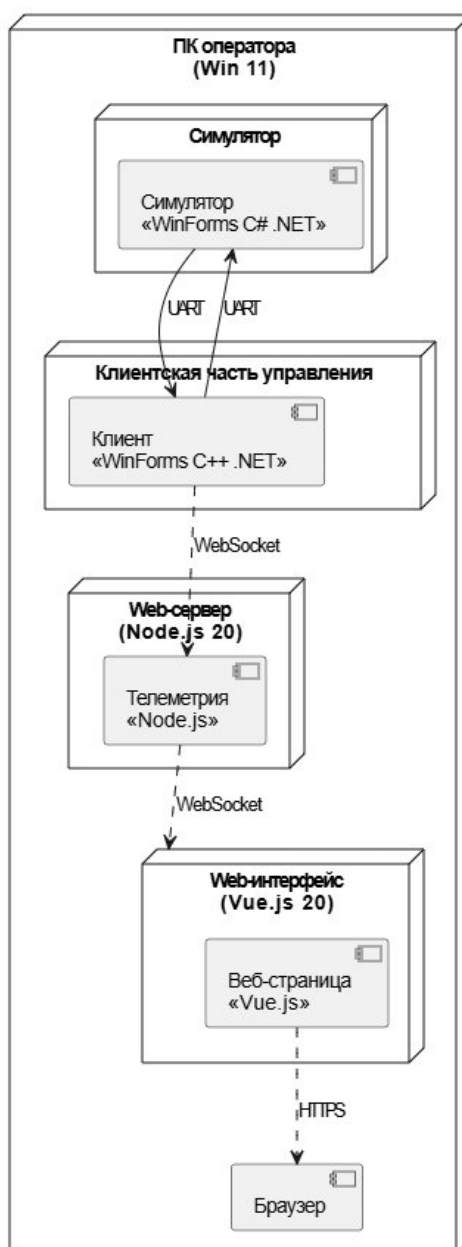 ПК оператора
(Win 11)
Симулятор
Симулятор
«WinForms C# .NET»
UART
UART
Клиентская часть управления
Клиент
«WinForms C++ .NET»
WebSocket
Web-сервер
(Node.js 20)
Телеметрия
«Node.js»
WebSocket
Web-интерфейс
(Vue.js 20)
Веб-страница
«Vue.js»
HTTPS
Браузер